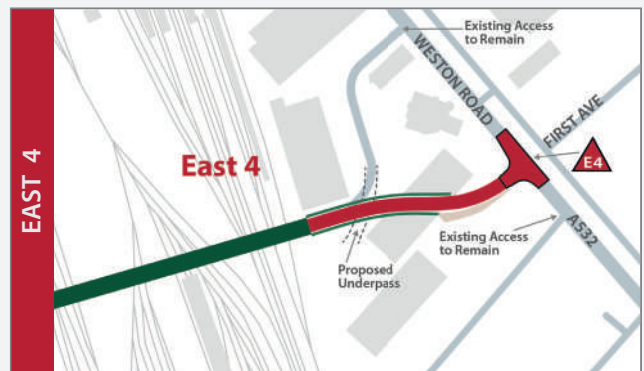 EAST 4
Existing Access
to Remain
WESTON ROAD
FIRST AVE
E4
East 4
A532
Existing Access
to Remain
Proposed
Underpass